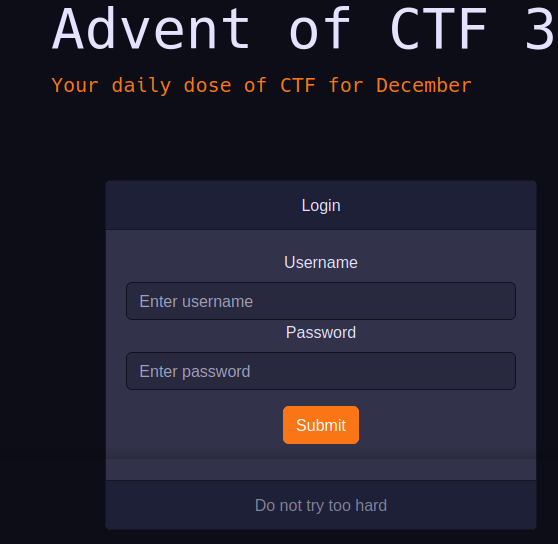 Advent of CTF 3
Your daily dose of CTF for December
Login
Username
Enter username
Password
Enter password
Submit
Do not try too hard